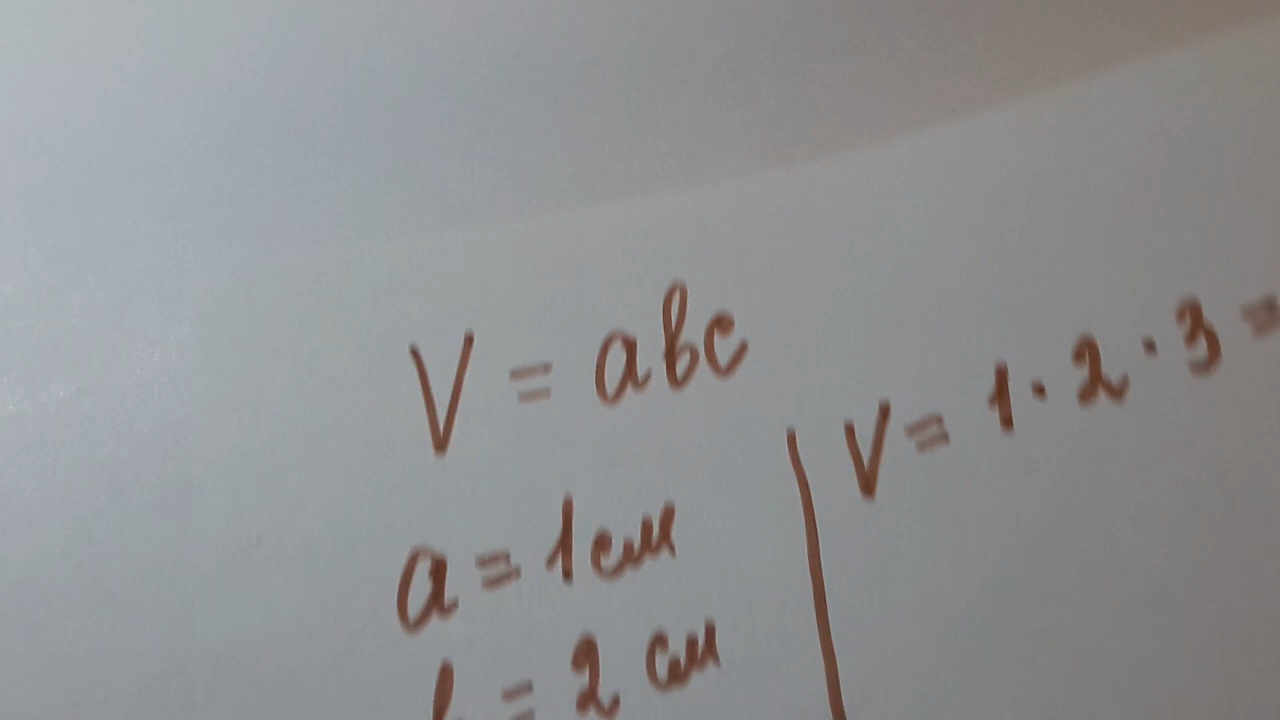 V = abc
a = 1 см
b = 2 см
V = 1 · 2 · 3 =